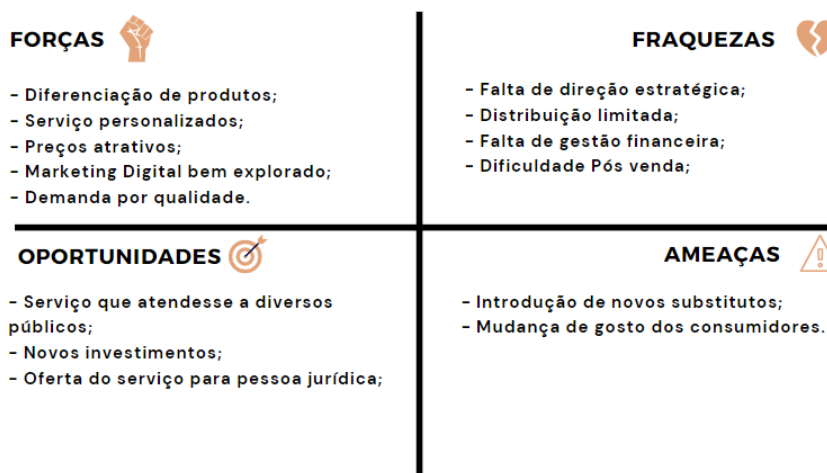 FORÇAS
- Diferenciação de produtos;
- Serviço personalizados;
- Preços atrativos;
- Marketing Digital bem explorado;
- Demanda por qualidade.
FRAQUEZAS
- Falta de direção estratégica;
- Distribuição limitada;
- Falta de gestão financeira;
- Dificuldade Pós venda;
OPORTUNIDADES
- Serviço que atendesse a diversos
públicos;
- Novos investimentos;
- Oferta do serviço para pessoa jurídica;
AMEAÇAS
- Introdução de novos substitutos;
- Mudança de gosto dos consumidores.